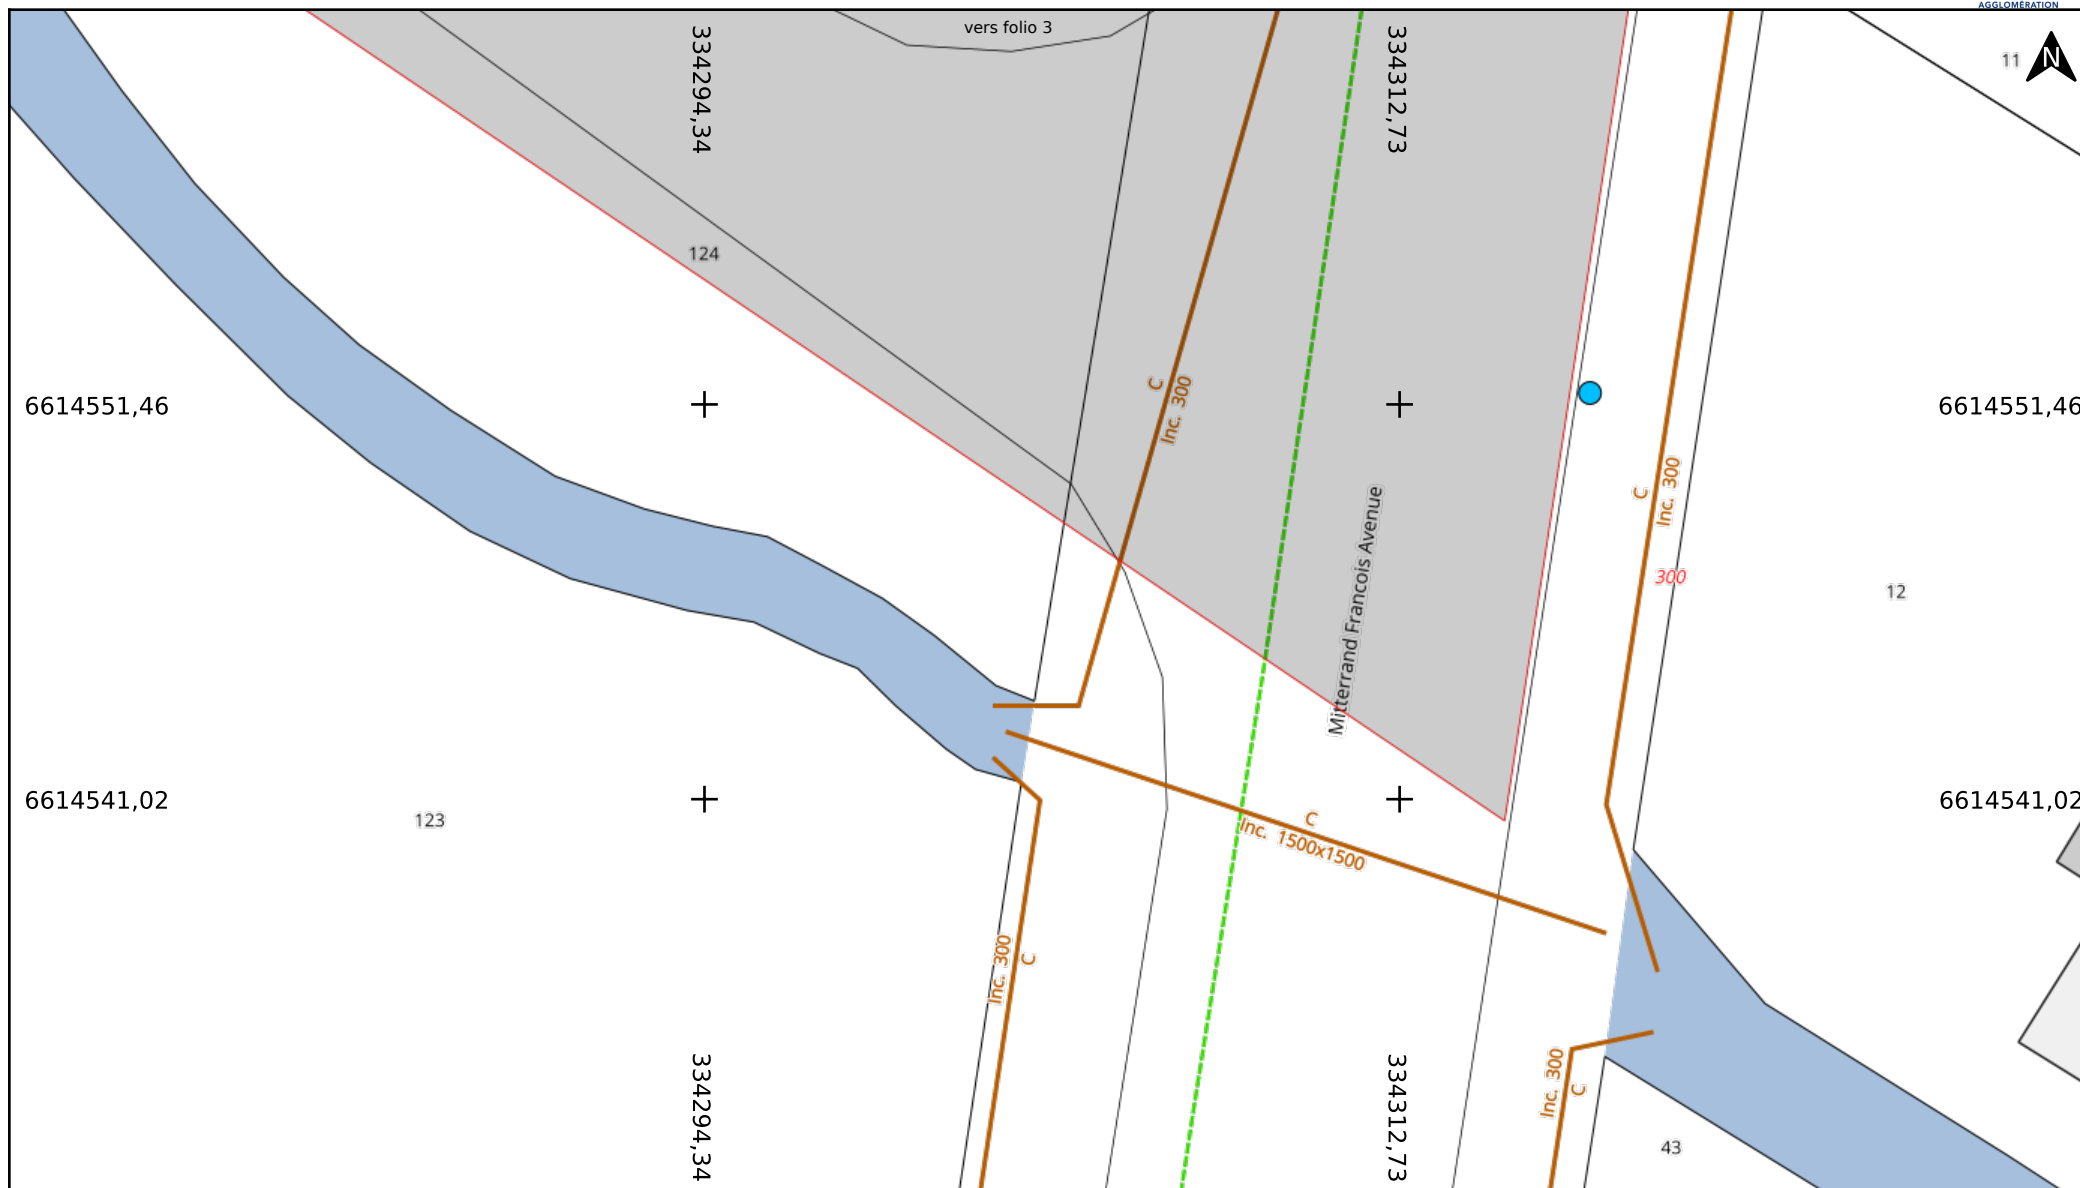 AGGLOMÉRATION
vers folio 3
334294,34
334312,73
11
N
124
C
Inc. 300
6614551,46
6614551,46
C
Inc. 300
Mitterrand Francois Avenue
300
12
6614541,02
6614541,02
123
C
Inc. 1500x1500
Inc. 300
C
Inc. 300
C
334294,34
334312,73
43